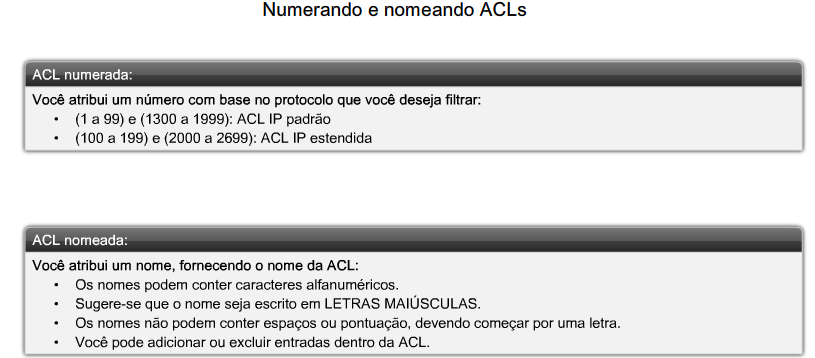 Numerando e nomeando ACLs
ACL numerada:
Você atribui um número com base no protocolo que você deseja filtrar:
• (1 a 99) e (1300 a 1999): ACL IP padrão
• (100 a 199) e (2000 a 2699): ACL IP estendida
ACL nomeada:
Você atribui um nome, fornecendo o nome da ACL:
• Os nomes podem conter caracteres alfanuméricos.
• Sugere-se que o nome seja escrito em LETRAS MAIÚSCULAS.
• Os nomes não podem conter espaços ou pontuação, devendo começar por uma letra.
• Você pode adicionar ou excluir entradas dentro da ACL.